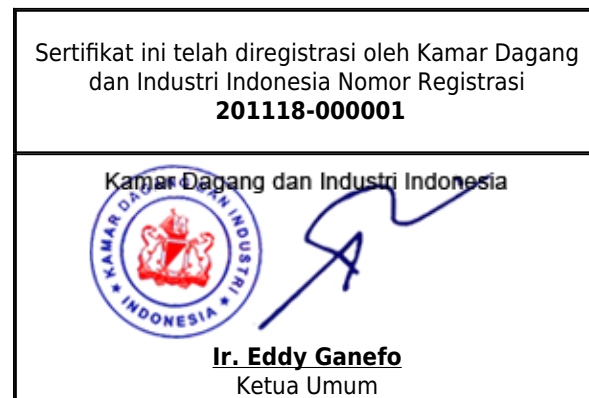 Sertifikat ini telah diregistrasi oleh Kamar Dagang
dan Industri Indonesia Nomor Registrasi
201118-000001
Kamar Dagang dan Industri Indonesia
KAMAR DAGANG DAN INDUSTRI
INDONESIA
Ir. Eddy Ganefo
Ketua Umum